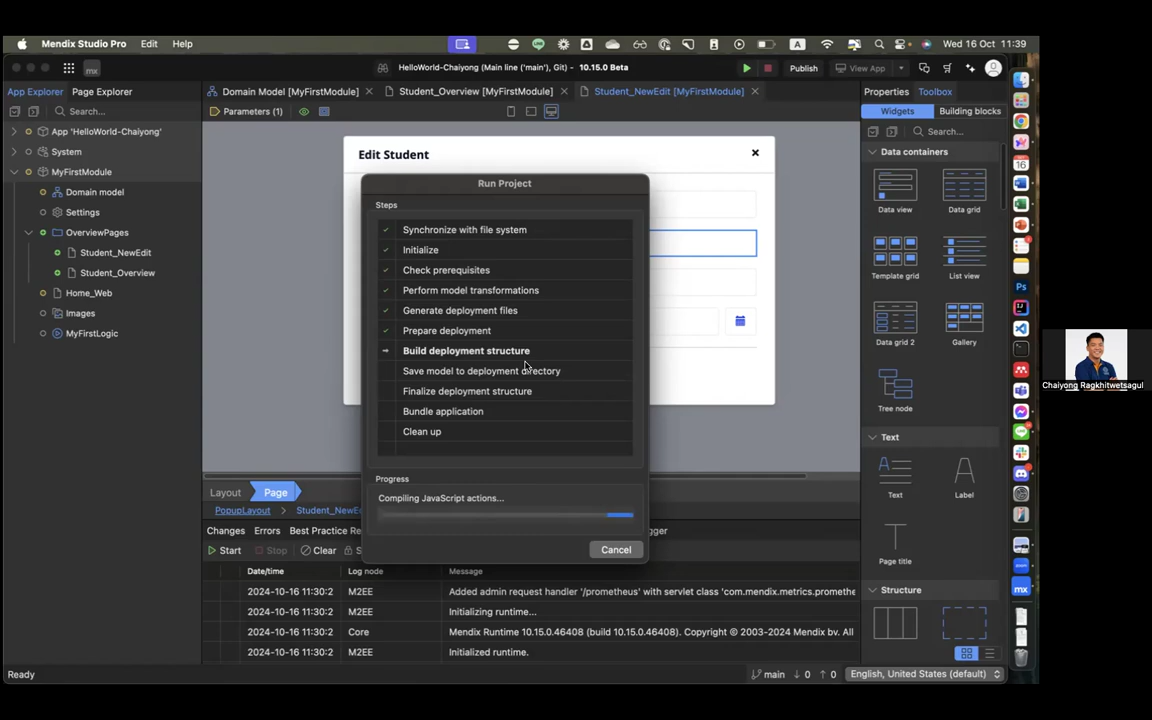 Mendix Studio Pro Edit Help A Wed 16 Oct 11:39
mx HelloWorld-Chaiyong (Main line ('main'), Git) - 10.15.0 Beta Publish View App
App Explorer Page Explorer Domain Model [MyFirstModule] Student_Overview [MyFirstModule] Student_NewEdit [MyFirstModule] Properties Toolbox
Search... Parameters (1) Widgets Building blocks
App 'HelloWorld-Chaiyong' Search...
System
MyFirstModule
Domain model
Settings
OverviewPages
Student_NewEdit
Student_Overview
Home_Web
Images
MyFirstLogic
Edit Student
Run Project
Steps
Synchronize with file system
Initialize
Check prerequisites
Perform model transformations
Generate deployment files
Prepare deployment
Build deployment structure
Save model to deployment directory
Finalize deployment structure
Bundle application
Clean up
Progress
Compiling JavaScript actions...
Cancel
Layout Page
PopupLayout Student_NewEd
Changes Errors Best Practice Re gger
Start Stop Clear S
Date/time Log node Message
2024-10-16 11:30:2 M2EE Added admin request handler '/prometheus' with servlet class 'com.mendix.metrics.promethe
2024-10-16 11:30:2 M2EE Initializing runtime...
2024-10-16 11:30:2 Core Mendix Runtime 10.15.0.46408 (build 10.15.0.46408). Copyright © 2003-2024 Mendix bv. All
2024-10-16 11:30:2 M2EE Initialized runtime.
Data containers
Data view Data grid
Template grid List view
Data grid 2 Gallery
Tree node
Text
Text Label
Page title
Structure
Ready main 0 0 English, United States (default)
Chaiyong Ragkhitwetsagul